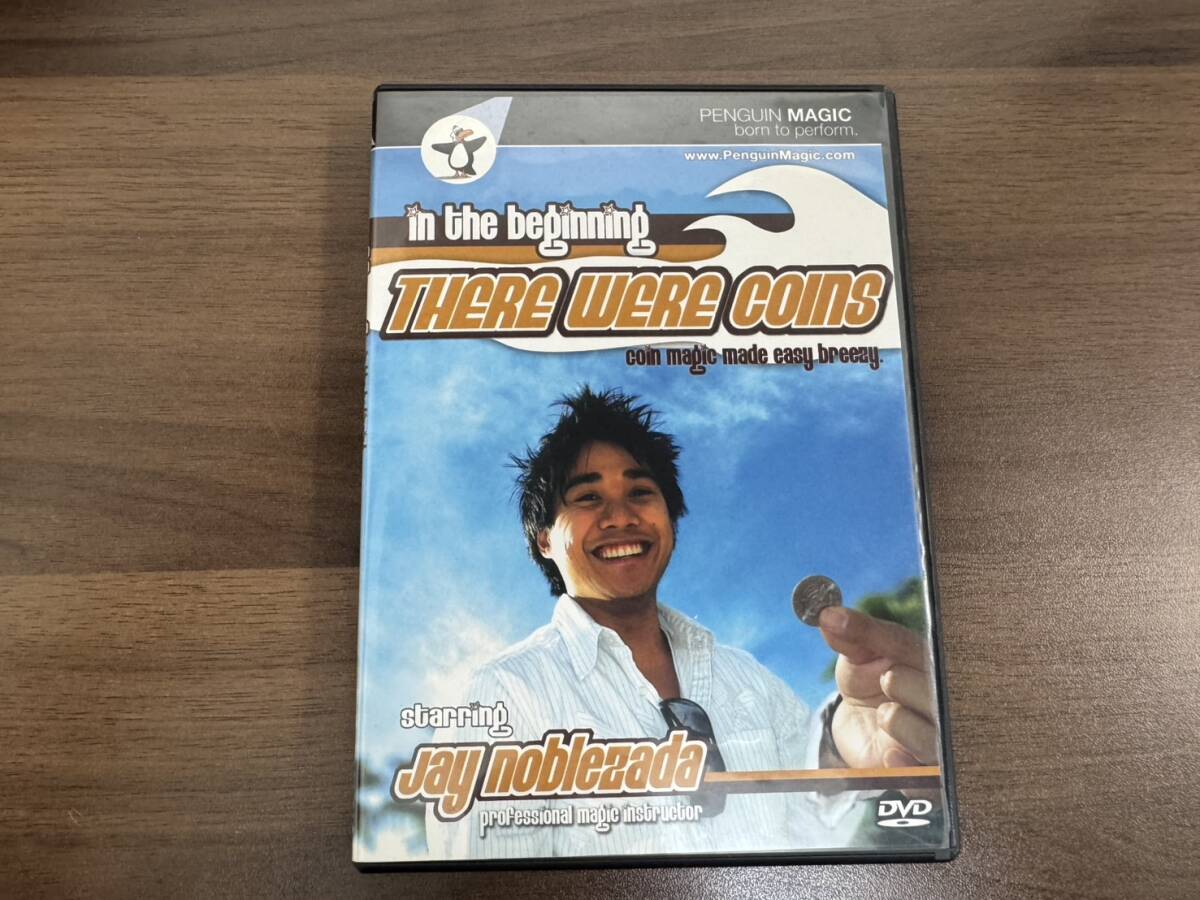 PENGUIN MAGIC
born to perform.
www.PenguinMagic.com
in the beginning
THERE WERE COINS
coin magic made easy breezy.
starring
Jay noblezada
professional magic instructor
DVD